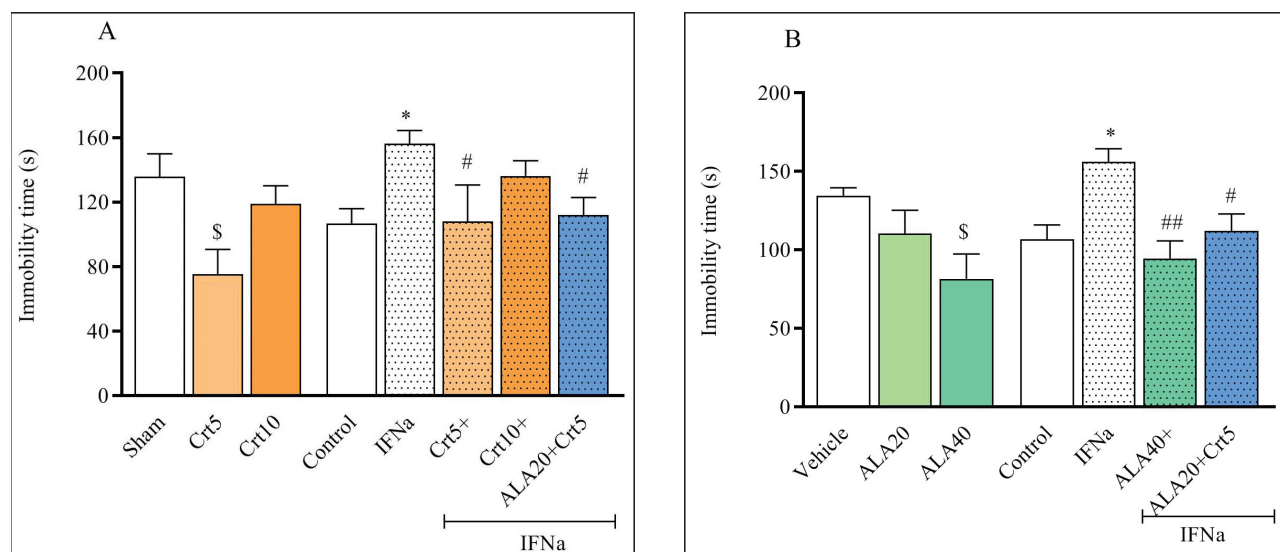 A
Immobility time (s)
200
160
120
80
40
0
$
*
#
#
Sham
Crt5
Crt10
Control
IFNa
Crt5+
Crt10+
ALA20+Crt5
IFNa
B
Immobility time (s)
200
150
100
50
0
$
*
##
#
Vehicle
ALA20
ALA40
Control
IFNa
ALA40+
ALA20+Crt5
IFNa